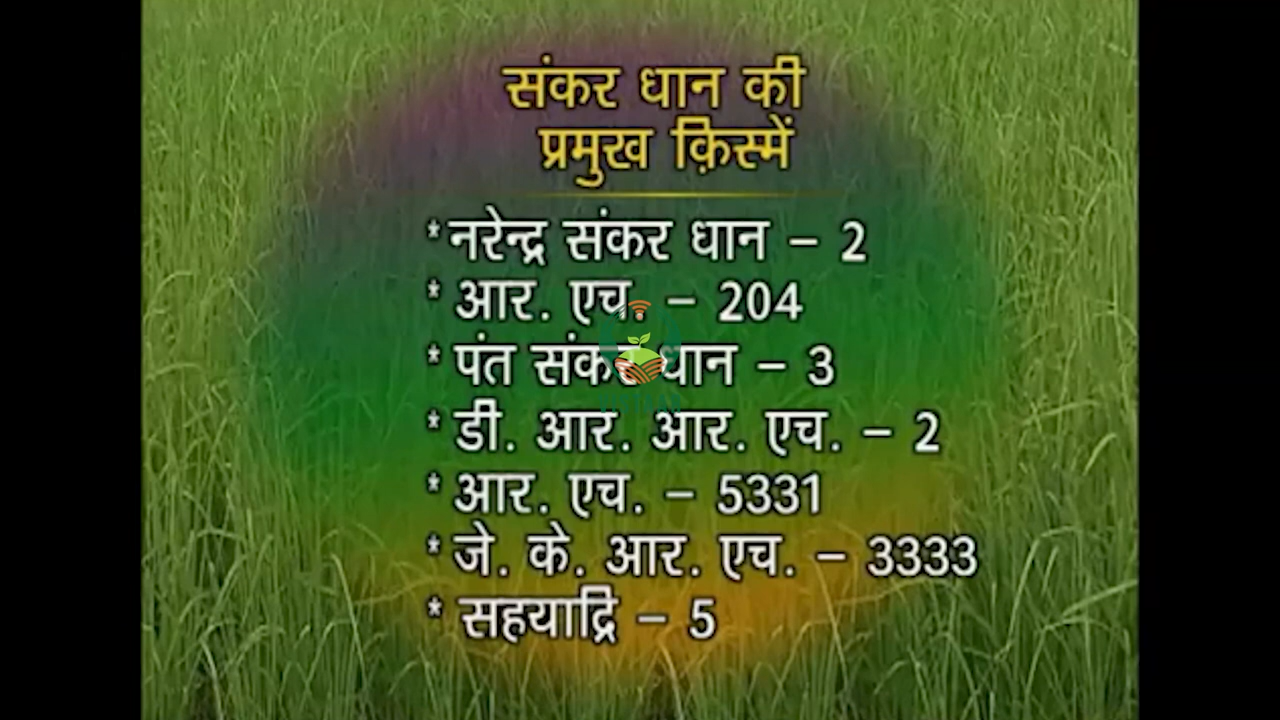 संकर धान की
प्रमुख क़िस्में
* नरेन्द्र संकर धान – 2
* आर. एच. – 204
* पंत संकर धान – 3
* डी. आर. आर. एच. – 2
* आर. एच. – 5331
* जे. के. आर. एच. – 3333
* सहयाद्रि – 5